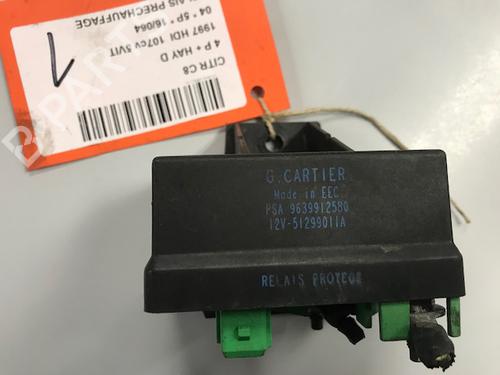 CITR C8
4 P + HAY D
1997 HDI 107cv 5VIT
04 * 5P * 16/064
RELAIS PRECHAUFFAGE
1
G.CARTIER
Made in EEC
PSA 9639912580
12V-51299011A
RELAIS PROTEGE